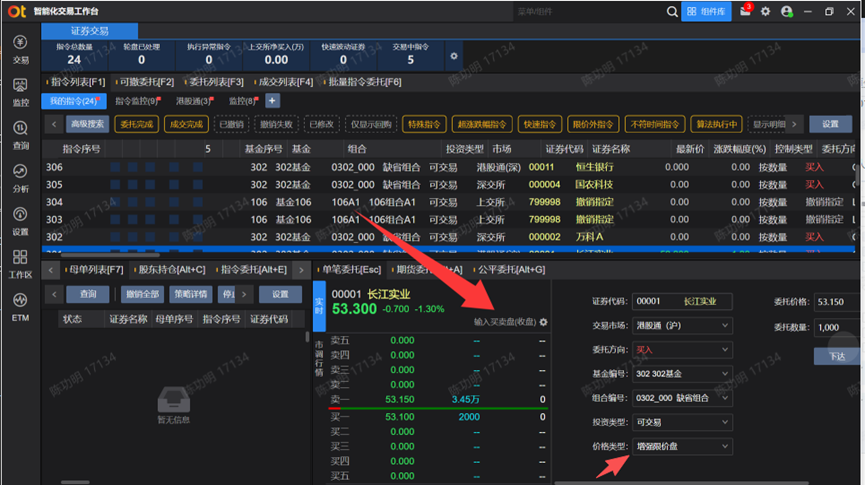 Ot 智能化交易工作台 菜单/组件 组件库 3
证券交易
指令总数量 轮盘已处理 执行异常指令 上交所净买入(万) 快速波动证券 交易中指令
24 0 0 0.00 0 5
指令列表[F1] 可撤委托[F2] 委托列表[F3] 成交列表[F4] 批量指令委托[F6]
我的指令(24) 指令监控(9) 港股通(3) 监控(8) +
高级搜索 委托完成 成交完成 已撤销 撤销失败 已修改 仅显示回购 特殊指令 超涨跌幅指令 快速指令 限价外指令 不符时间指令 算法执行中 显示明细 设置
指令序号 5 基金序号 基金 组合 投资类型 市场 证券代码 证券名称 最新价 涨跌幅度(%) 控制类型 委托方向
306 302 302基金 0302_000 缺省组合 可交易 港股通(深) 00011 恒生银行 0.000 0.00 按数量 买入
305 302 302基金 0302_000 缺省组合 可交易 深交所 000004 国农科技 0.000 0.00 按数量 买入
304 106 基金106 106A1 106组合A1 可交易 上交所 799998 撤销指定 0.000 0.00 按数量 撤销指定
303 106 基金106 106A1 106组合A1 可交易 上交所 799998 撤销指定 0.000 0.00 按数量 撤销指定
302 302 302基金 0302_000 缺省组合 可交易 深交所 000002 万科A 0.000 0.00 按数量 买入
交易
监控
查询
分析
设置
工作区
ETM
母单列表[F7] 股东持仓[Alt+C] 指令委托[Alt+E]
查询 撤销全部 策略详情 停止 设置
状态 证券名称 母单序号 指令序号 证券代码
暂无信息
单笔委托[Esc] 期货委托[Alt+A] 公平委托[Alt+G]
实时
市调行情
00001 长江实业
53.300 -0.700 -1.30%
输入买卖盘(收盘)
卖五 0.000 -- --
卖四 0.000 -- --
卖三 0.000 -- --
卖二 0.000 -- --
卖一 53.150 3.45万 0
买一 53.100 2000 0
买二 0.000 -- --
买三 0.000 -- --
买四 0.000 -- --
买五 0.000 -- --
证券代码: 00001 长江实业 委托价格: 53.150
交易市场: 港股通（沪） 委托数量: 1,000
委托方向: 买入 下达
基金编号: 302 302基金
组合编号: 0302_000 缺省组合
投资类型: 可交易
价格类型: 增强限价盘
陈功明 17134